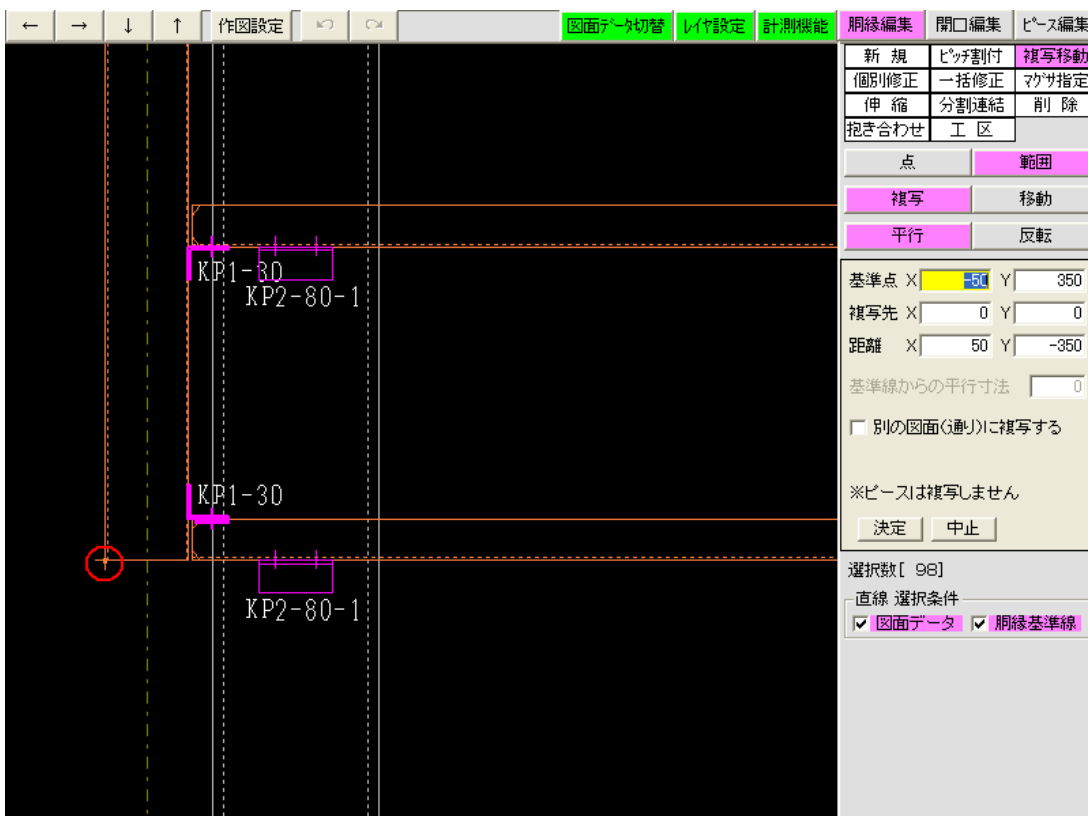 ← → ↓ ↑ 作図設定 図面データ切替 レイヤ設定 計測機能 胴縁編集 開口編集 ピース編集
新 規 ピッチ割付 複写移動
個別修正 一括修正 マグサ指定
伸 縮 分割連結 削 除
抱き合わせ 工 区
点 範囲
複写 移動
平行 反転
基準点 X -50 Y 350
複写先 X 0 Y 0
距離 X 50 Y -350
基準線からの平行寸法 0
別の図面(通り)に複写する
※ピースは複写しません
決定 中止
選択数[ 98]
直線 選択条件
図面データ 胴縁基準線
KP1-30
KP2-80-1
KP1-30
KP2-80-1